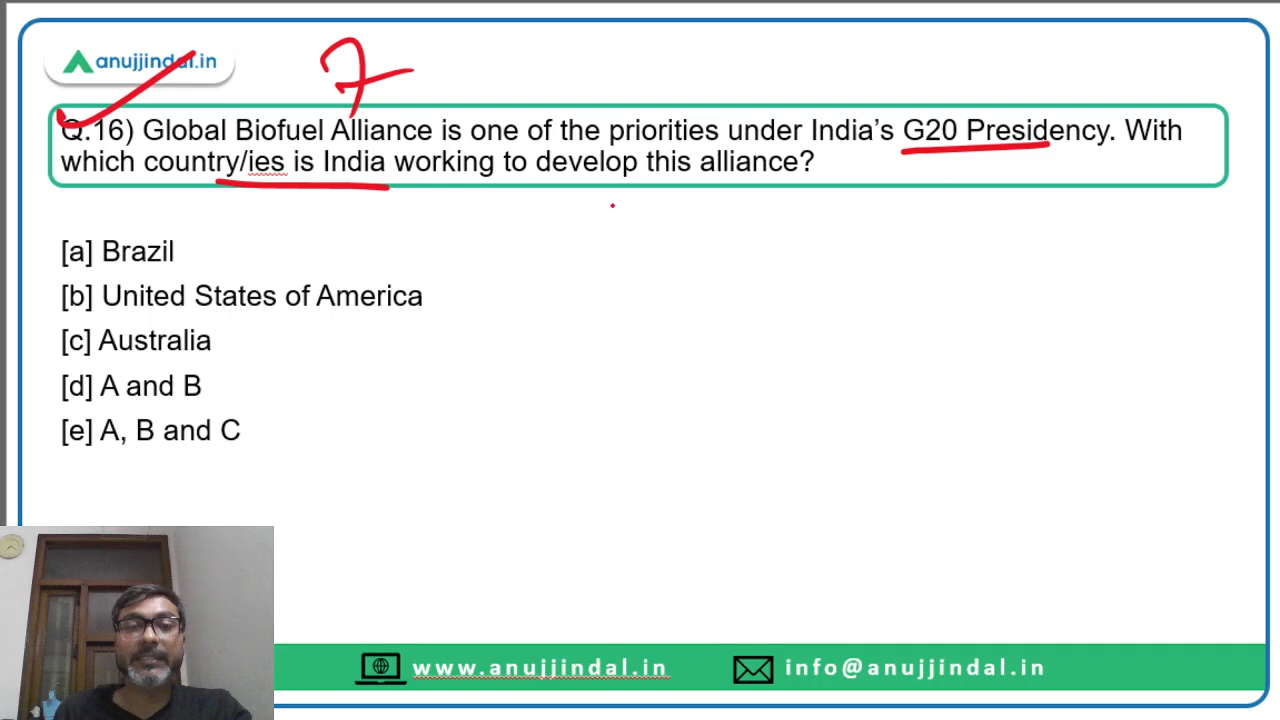 anujjindal.in
7
Q.16) Global Biofuel Alliance is one of the priorities under India’s G20 Presidency. With
which country/ies is India working to develop this alliance?
[a] Brazil
[b] United States of America
[c] Australia
[d] A and B
[e] A, B and C
www.anujjindal.in info@anujjindal.in